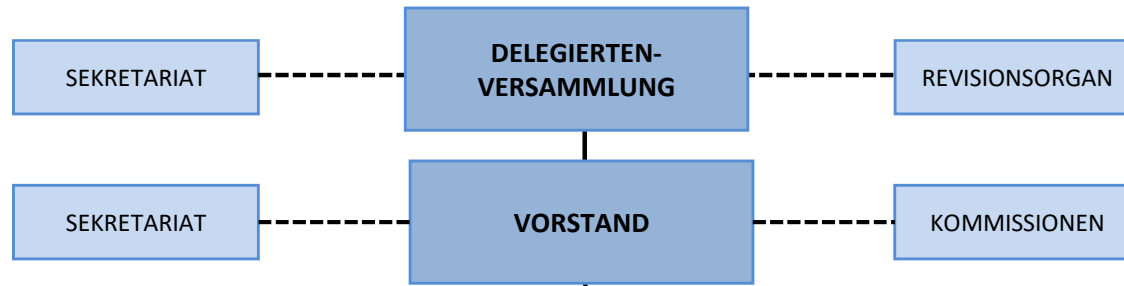 SEKRETARIAT
DELEGIERTEN-
VERSAMMLUNG
REVISIONSORGAN
SEKRETARIAT
VORSTAND
KOMMISSIONEN